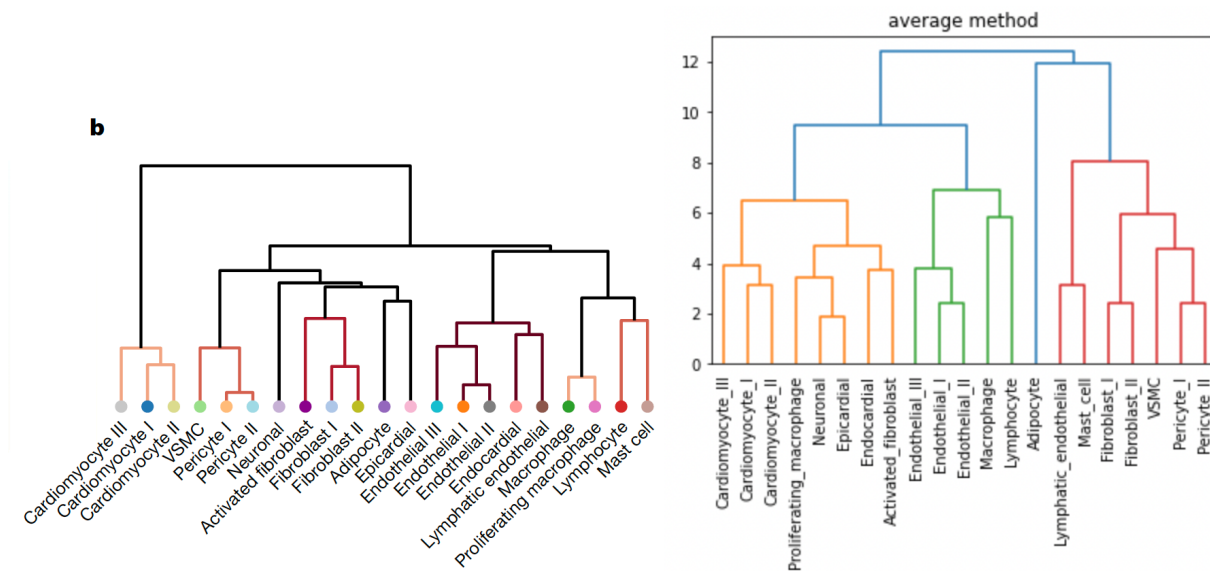 b
Cardiomyocyte III
Cardiomyocyte I
Cardiomyocyte II
VSMC
Pericyte I
Pericyte II
Neuronal
Activated fibroblast
Fibroblast I
Fibroblast II
Adipocyte
Epicardial
Endothelial III
Endothelial I
Endothelial II
Endocardial
Lymphatic endothelial
Macrophage
Proliferating macrophage
Lymphocyte
Mast cell
average method
12
10
8
6
4
2
0
Cardiomyocyte_III
Cardiomyocyte_I
Cardiomyocyte_II
Proliferating_macrophage
Neuronal
Epicardial
Endocardial
Activated_fibroblast
Endothelial_III
Endothelial_I
Endothelial_II
Macrophage
Lymphocyte
Adipocyte
Lymphatic_endothelial
Mast_cell
Fibroblast_I
Fibroblast_II
VSMC
Pericyte_I
Pericyte_II